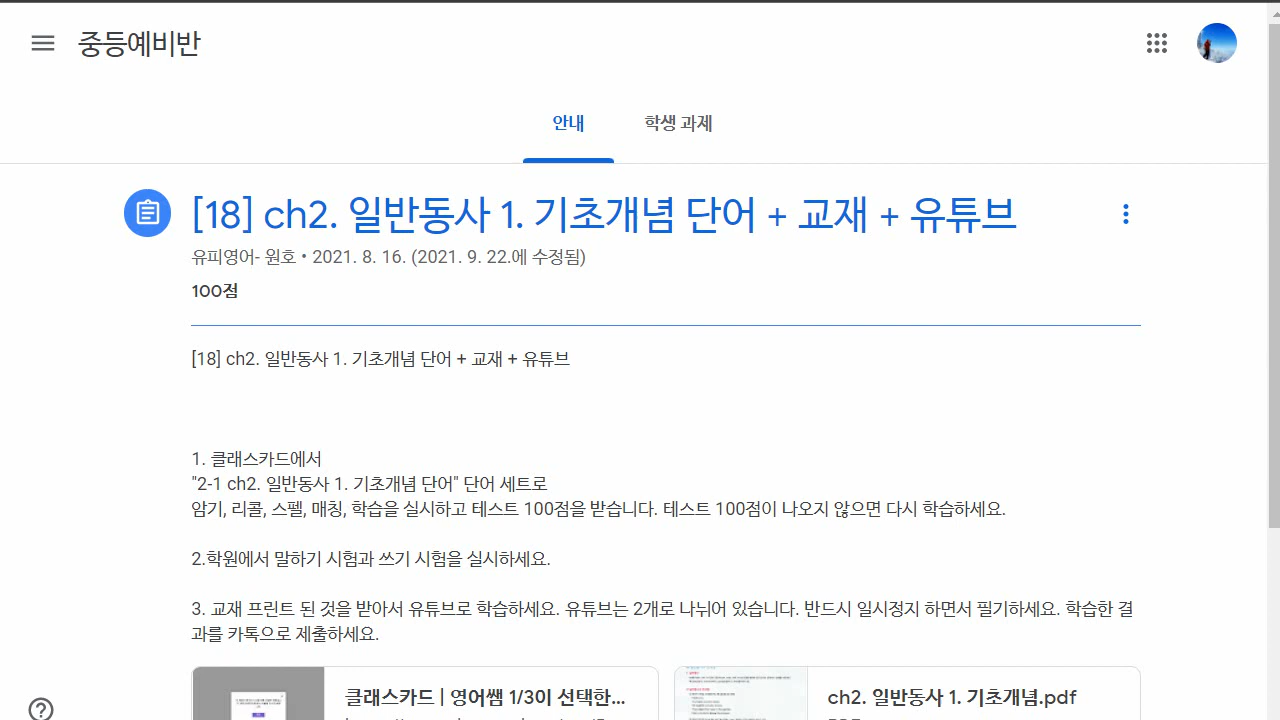 중등예비반
안내
학생 과제
[18] ch2. 일반동사 1. 기초개념 단어 + 교재 + 유튜브
유피영어- 원호 • 2021. 8. 16. (2021. 9. 22.에 수정됨)
100점
[18] ch2. 일반동사 1. 기초개념 단어 + 교재 + 유튜브
1. 클래스카드에서
"2-1 ch2. 일반동사 1. 기초개념 단어" 단어 세트로
암기, 리콜, 스펠, 매칭, 학습을 실시하고 테스트 100점을 받습니다. 테스트 100점이 나오지 않으면 다시 학습하세요.
2.학원에서 말하기 시험과 쓰기 시험을 실시하세요.
3. 교재 프린트 된 것을 받아서 유튜브로 학습하세요. 유튜브는 2개로 나뉘어 있습니다. 반드시 일시정지 하면서 필기하세요. 학습한 결
과를 카톡으로 제출하세요.
클래스카드 | 영어쌤 1/3이 선택한...
ch2. 일반동사 1. 기초개념.pdf